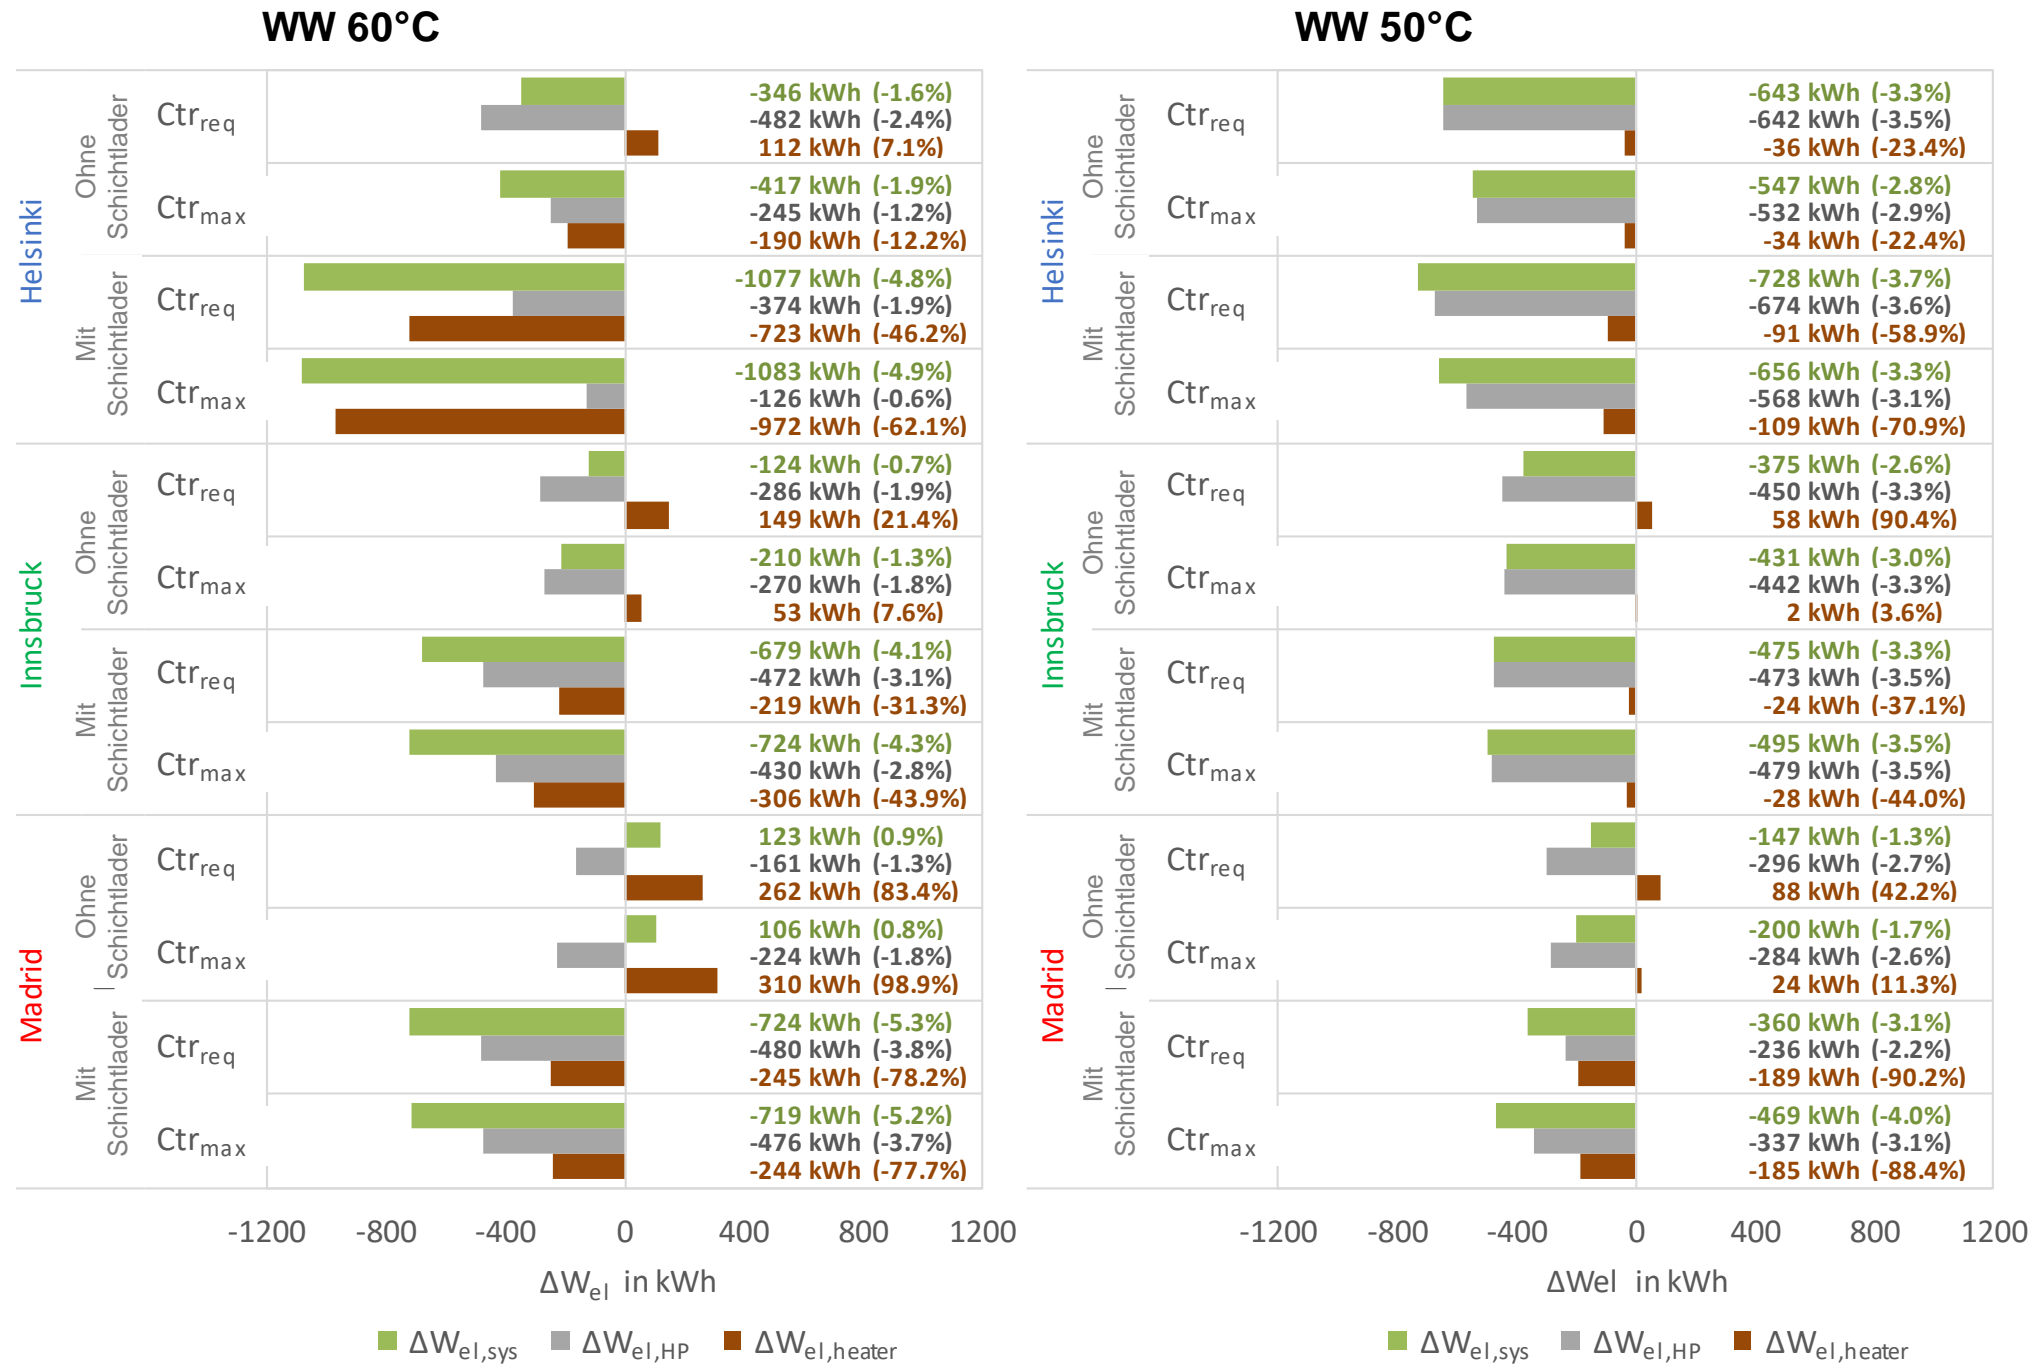 WW 60°C
Helsinki
Ohne
Schichtlader
Ctrreq
-346 kWh (-1.6%)
-482 kWh (-2.4%)
112 kWh (7.1%)
Ctrmax
-417 kWh (-1.9%)
-245 kWh (-1.2%)
-190 kWh (-12.2%)
Mit
Schichtlader
Ctrreq
-1077 kWh (-4.8%)
-374 kWh (-1.9%)
-723 kWh (-46.2%)
Ctrmax
-1083 kWh (-4.9%)
-126 kWh (-0.6%)
-972 kWh (-62.1%)
Innsbruck
Ohne
Schichtlader
Ctrreq
-124 kWh (-0.7%)
-286 kWh (-1.9%)
149 kWh (21.4%)
Ctrmax
-210 kWh (-1.3%)
-270 kWh (-1.8%)
53 kWh (7.6%)
Mit
Schichtlader
Ctrreq
-679 kWh (-4.1%)
-472 kWh (-3.1%)
-219 kWh (-31.3%)
Ctrmax
-724 kWh (-4.3%)
-430 kWh (-2.8%)
-306 kWh (-43.9%)
Madrid
Ohne
Schichtlader
Ctrreq
123 kWh (0.9%)
-161 kWh (-1.3%)
262 kWh (83.4%)
Ctrmax
106 kWh (0.8%)
-224 kWh (-1.8%)
310 kWh (98.9%)
Mit
Schichtlader
Ctrreq
-724 kWh (-5.3%)
-480 kWh (-3.8%)
-245 kWh (-78.2%)
Ctrmax
-719 kWh (-5.2%)
-476 kWh (-3.7%)
-244 kWh (-77.7%)
-1200 -800 -400 0 400 800 1200
ΔWel in kWh
ΔWel,sys ΔWel,HP ΔWel,heater
WW 50°C
Helsinki
Ohne
Schichtlader
Ctrreq
-643 kWh (-3.3%)
-642 kWh (-3.5%)
-36 kWh (-23.4%)
Ctrmax
-547 kWh (-2.8%)
-532 kWh (-2.9%)
-34 kWh (-22.4%)
Mit
Schichtlader
Ctrreq
-728 kWh (-3.7%)
-674 kWh (-3.6%)
-91 kWh (-58.9%)
Ctrmax
-656 kWh (-3.3%)
-568 kWh (-3.1%)
-109 kWh (-70.9%)
Innsbruck
Ohne
Schichtlader
Ctrreq
-375 kWh (-2.6%)
-450 kWh (-3.3%)
58 kWh (90.4%)
Ctrmax
-431 kWh (-3.0%)
-442 kWh (-3.3%)
2 kWh (3.6%)
Mit
Schichtlader
Ctrreq
-475 kWh (-3.3%)
-473 kWh (-3.5%)
-24 kWh (-37.1%)
Ctrmax
-495 kWh (-3.5%)
-479 kWh (-3.5%)
-28 kWh (-44.0%)
Madrid
Ohne
Schichtlader
Ctrreq
-147 kWh (-1.3%)
-296 kWh (-2.7%)
88 kWh (42.2%)
Ctrmax
-200 kWh (-1.7%)
-284 kWh (-2.6%)
24 kWh (11.3%)
Mit
Schichtlader
Ctrreq
-360 kWh (-3.1%)
-236 kWh (-2.2%)
-189 kWh (-90.2%)
Ctrmax
-469 kWh (-4.0%)
-337 kWh (-3.1%)
-185 kWh (-88.4%)
-1200 -800 -400 0 400 800 1200
ΔWel in kWh
ΔWel,sys ΔWel,HP ΔWel,heater